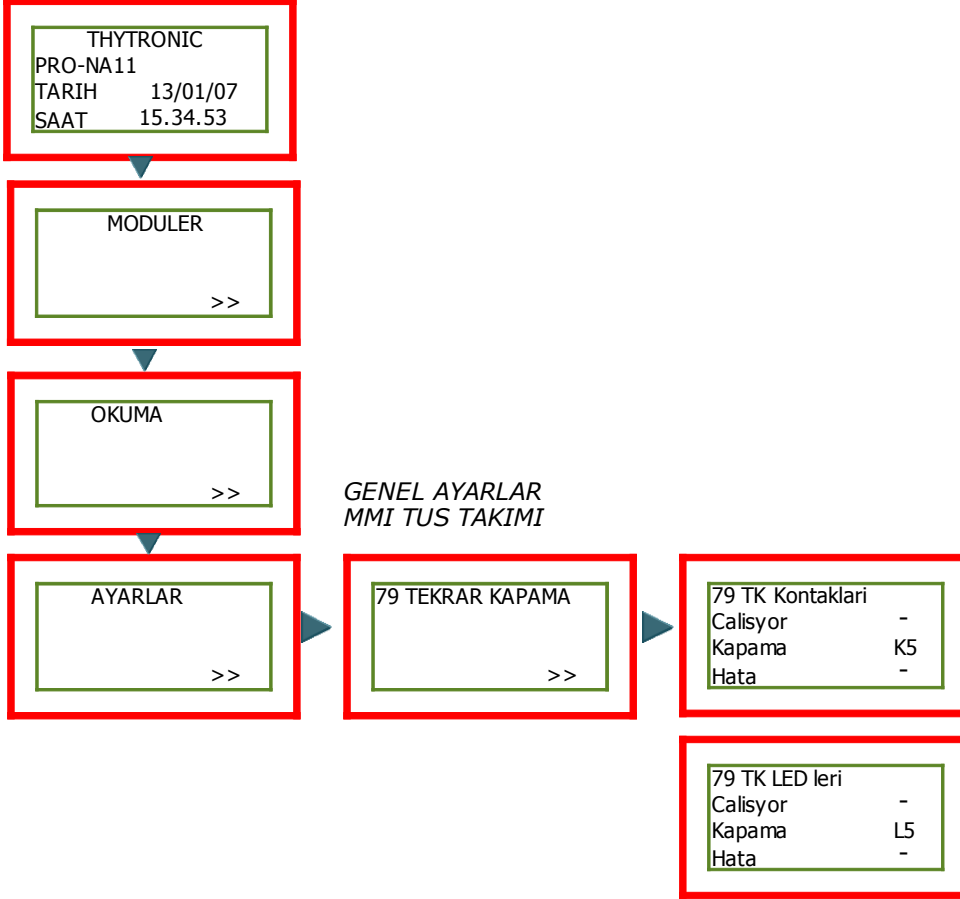 THYTRONIC
PRO-NA11
TARIH 13/01/07
SAAT 15.34.53
MODULER
>>
OKUMA
>>
GENEL AYARLAR
MMI TUS TAKIMI
AYARLAR
>>
79 TEKRAR KAPAMA
>>
79 TK Kontaklari
Calisyor -
Kapama K5
Hata -
79 TK LED leri
Calisyor -
Kapama L5
Hata -